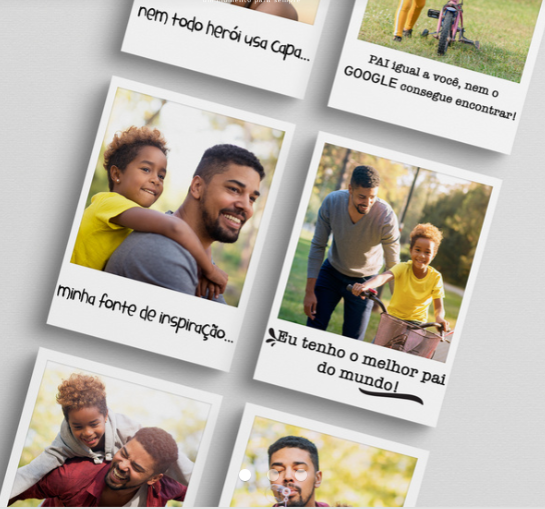 nem todo herói usa capa...
PAI igual a você, nem o
GOOGLE consegue encontrar!
minha fonte de inspiração...
Eu tenho o melhor pai
do mundo!